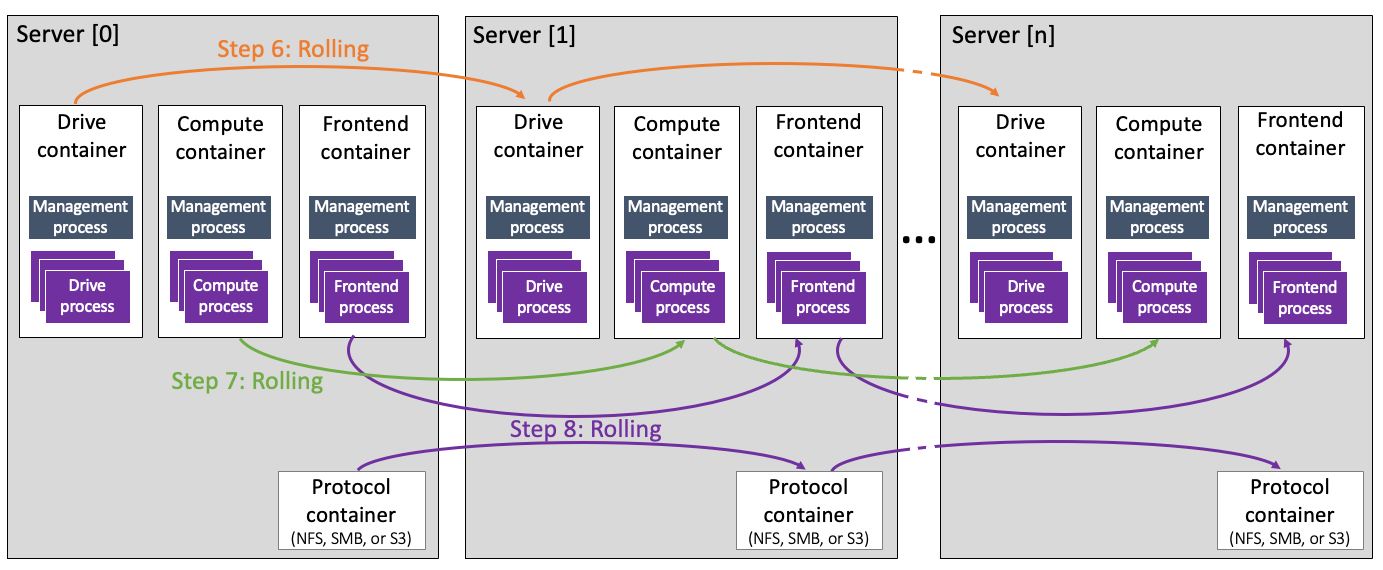 Server [0]
Step 6: Rolling
Drive
container
Management
process
Drive
process
Compute
container
Management
process
Compute
process
Frontend
container
Management
process
Frontend
process
Step 7: Rolling
Protocol
container
(NFS, SMB, or S3)
Server [1]
Drive
container
Management
process
Drive
process
Compute
container
Management
process
Compute
process
Frontend
container
Management
process
Frontend
process
Step 8: Rolling
Protocol
container
(NFS, SMB, or S3)
...
Server [n]
Drive
container
Management
process
Drive
process
Compute
container
Management
process
Compute
process
Frontend
container
Management
process
Frontend
process
Protocol
container
(NFS, SMB, or S3)